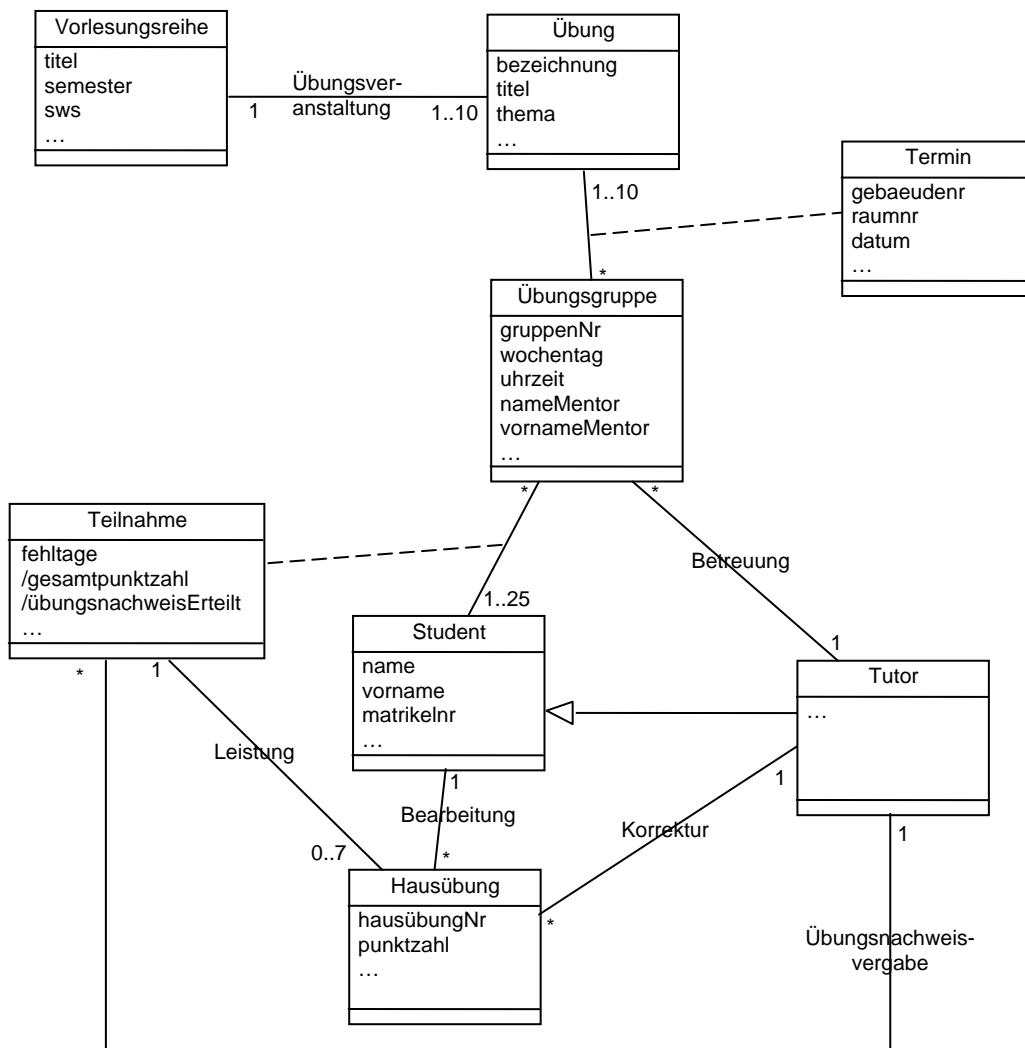 Vorlesungsreihe
titel
semester
sws
…
Übungsver-
anstaltung
1
1..10
Übung
bezeichnung
titel
thema
…
1..10
*
Termin
gebaeudenr
raumnr
datum
…
Übungsgruppe
gruppenNr
wochentag
uhrzeit
nameMentor
vornameMentor
…
*
*
Teilnahme
fehltage
/gesamtpunktzahl
/übungsnachweisErteilt
…
*
1
Betreuung
1..25
1
Student
name
vorname
matrikelnr
…
Tutor
…
Leistung
1
1
Bearbeitung
Korrektur
1
0..7
*
Hausübung
hausübungNr
punktzahl
…
*
Übungsnachweis-
vergabe